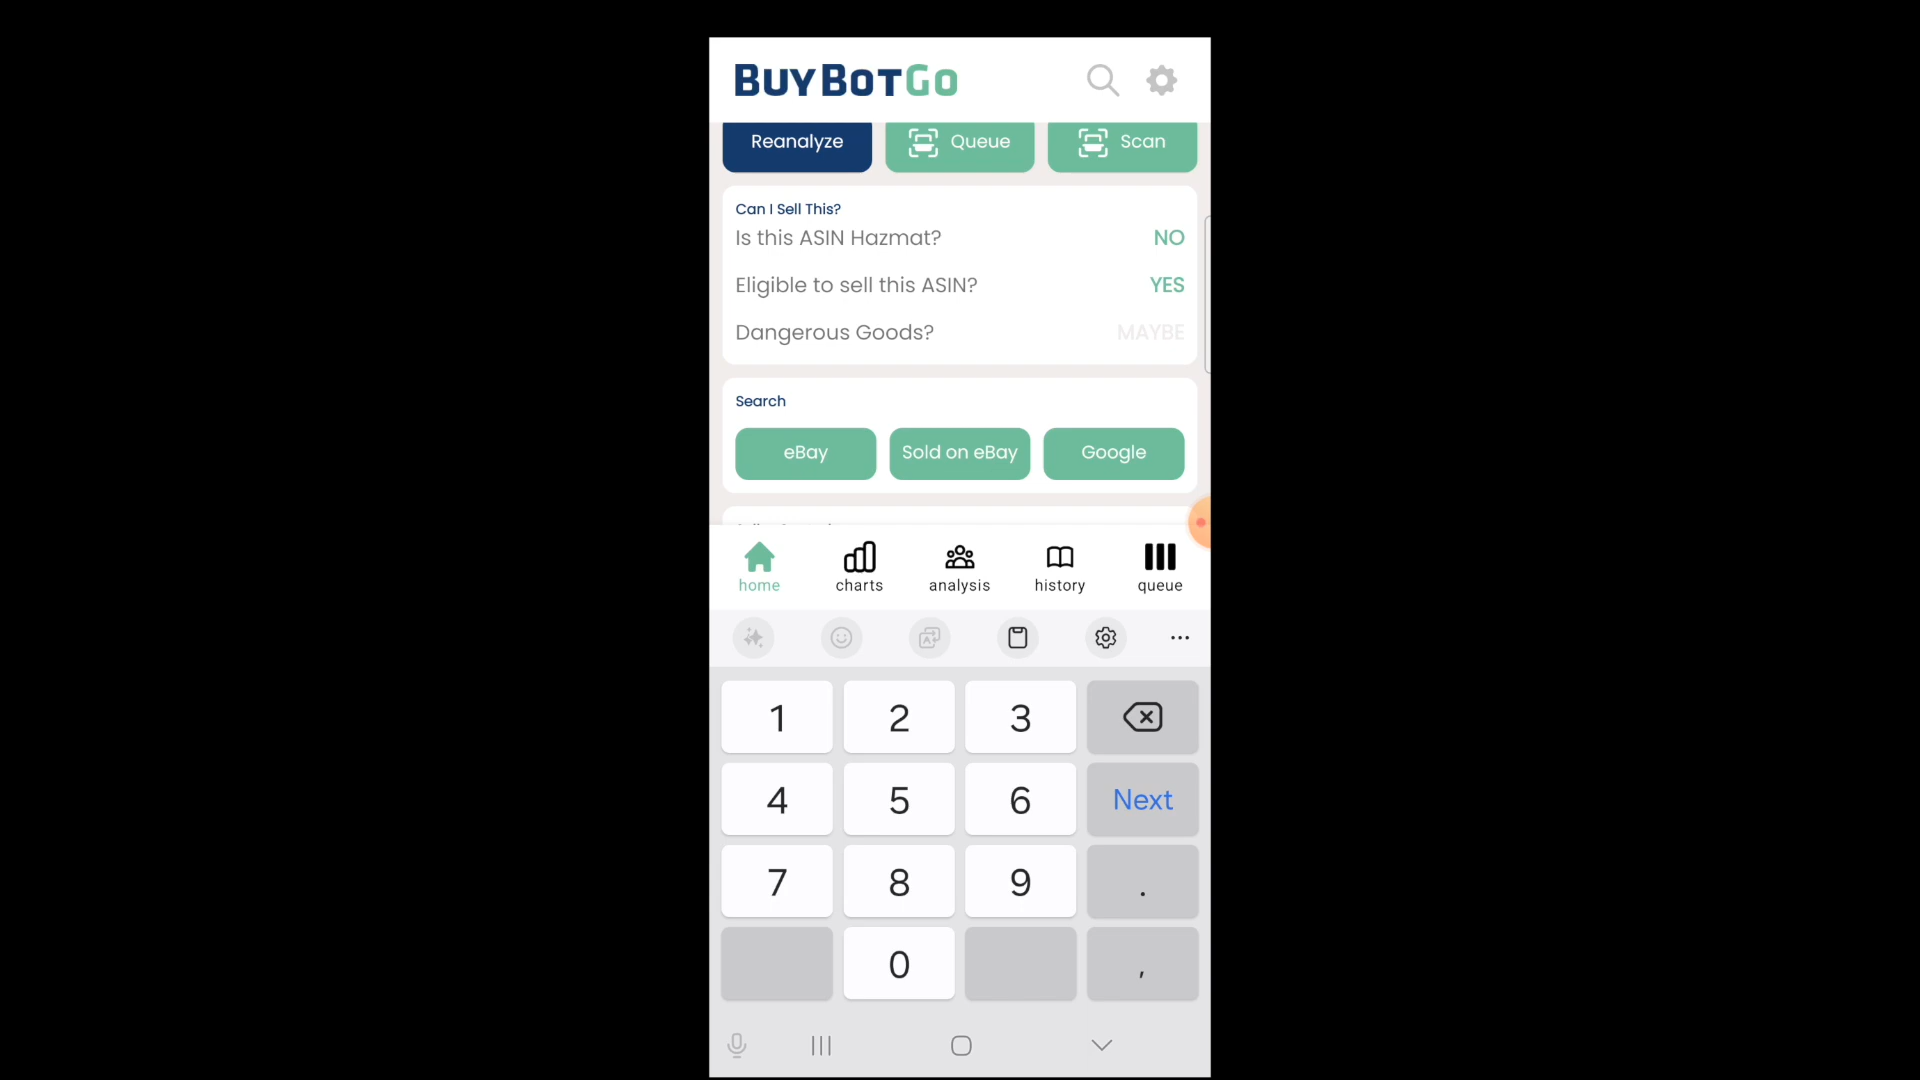 BuyBotGo
Reanalyze Queue Scan
Can I Sell This?
Is this ASIN Hazmat? NO
Eligible to sell this ASIN? YES
Dangerous Goods? MAYBE
Search
eBay Sold on eBay Google
home charts analysis history queue
1 2 3
4 5 6 Next
7 8 9 .
0 ,